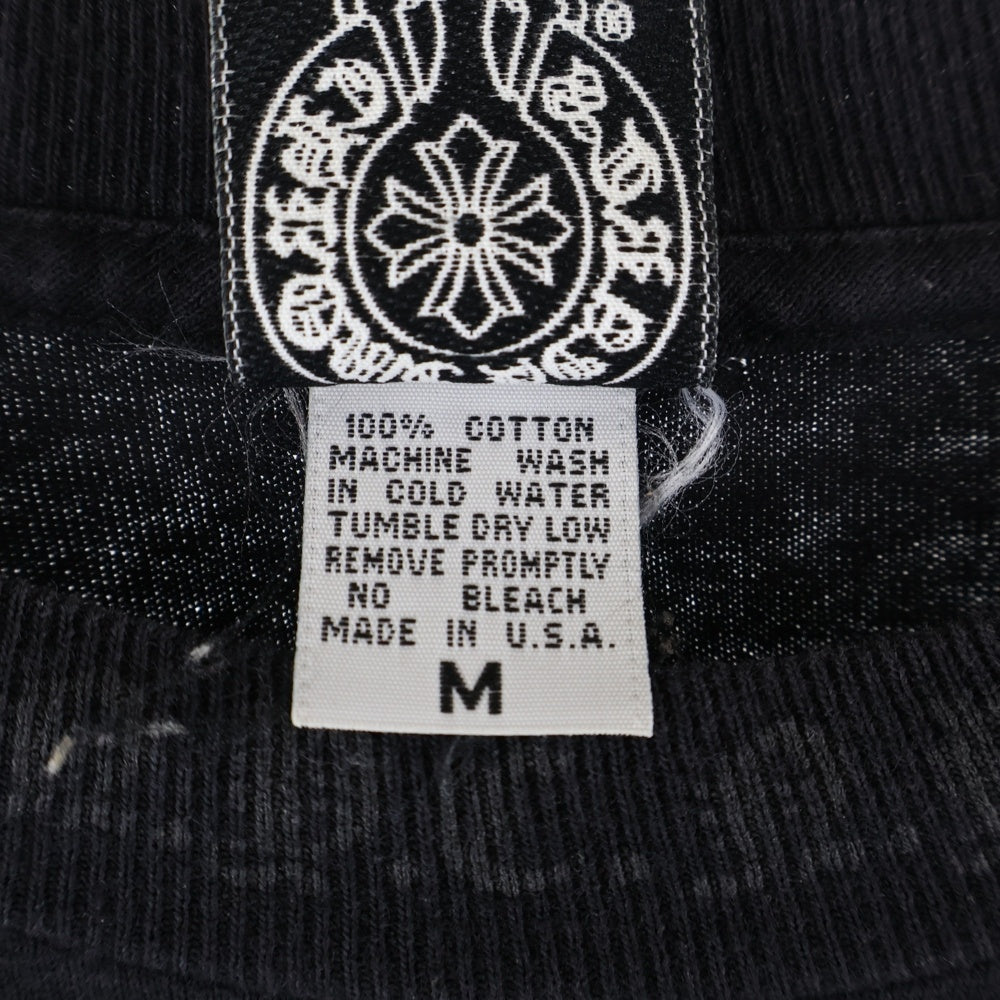 ®
100% COTTON
MACHINE WASH
IN COLD WATER
TUMBLE DRY LOW
REMOVE PROMPTLY
NO BLEACH
MADE IN U.S.A.
M